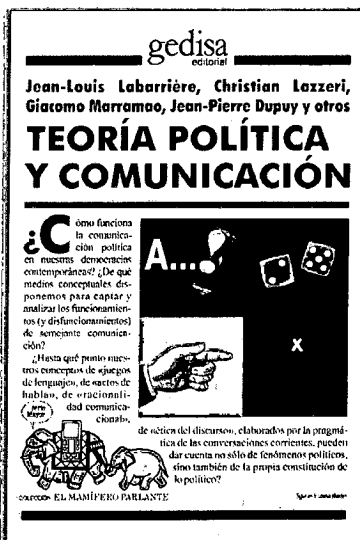 gedisa
editorial
Jean-Louis Labarrière, Christian Lazzeri,
Giacomo Marramao, Jean-Pierre Dupuy y otros
TEORÍA POLÍTICA
Y COMUNICACIÓN
¿Cómo funciona
la comunica-
ción política
en nuestras democracias
contemporáneas? ¿De qué
medios conceptuales dis-
ponemos para captar y
analizar los funcionamien-
tos (y disfuncionamientos)
de semejante comunica-
ción?
¿Hasta qué punto nues-
tros conceptos de «juegos
de lenguaje», de «actos de
habla», de «racionali-
dad comunica-
cional»,
de «ética del discurso», elaborados por la pragmá-
tica de las conversaciones corrientes, pueden
dar cuenta no sólo de fenómenos políticos,
sino también de la propia constitución de
lo político?
A...
x
COLECCIÓN EL MAMÍFERO PARLANTE